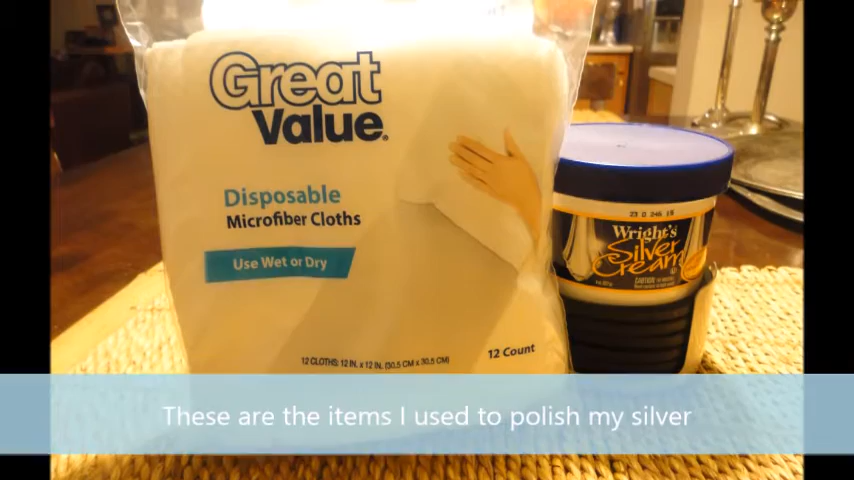 Great
Value®
Disposable
Microfiber Cloths
Use Wet or Dry
12 CLOTHS: 12 IN. x 12 IN. (30.5 CM x 30.5 CM)
12 Count
Wright's
Silver
Cream
These are the items I used to polish my silver